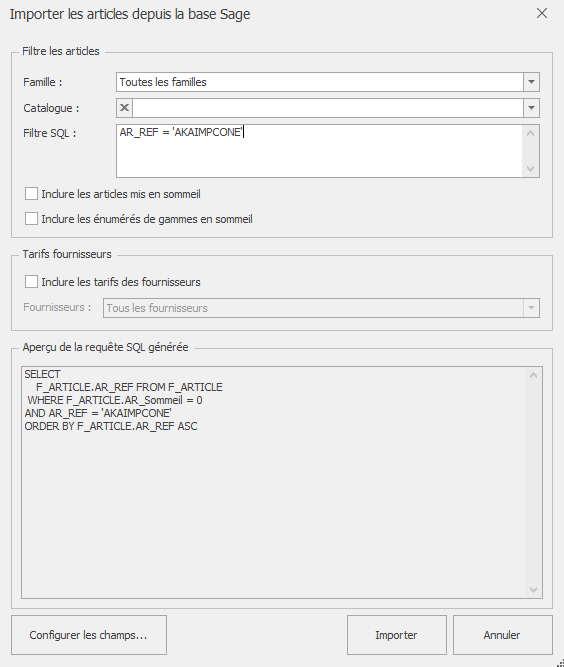 Importer les articles depuis la base Sage
Filtre les articles
Famille :
Toutes les familles
Catalogue :
Filtre SQL :
AR_REF = 'AKAIMPCONE'
Inclure les articles mis en sommeil
Inclure les énumérés de gammes en sommeil
Tarifs fournisseurs
Inclure les tarifs des fournisseurs
Fournisseurs :
Tous les fournisseurs
Aperçu de la requête SQL générée
SELECT
F_ARTICLE.AR_REF FROM F_ARTICLE
WHERE F_ARTICLE.AR_Sommeil = 0
AND AR_REF = 'AKAIMPCONE'
ORDER BY F_ARTICLE.AR_REF ASC
Configurer les champs...
Importer
Annuler